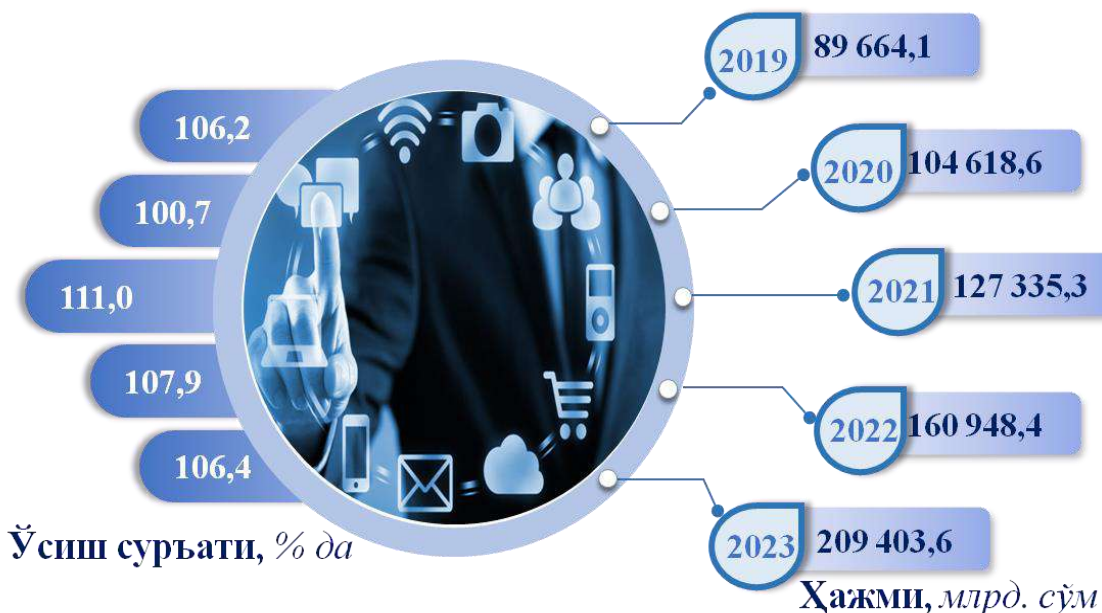 106,2
100,7
111,0
107,9
106,4
Ўсиш суръати, % да
2019 89 664,1
2020 104 618,6
2021 127 335,3
2022 160 948,4
2023 209 403,6
Ҳажми, млрд. сўм